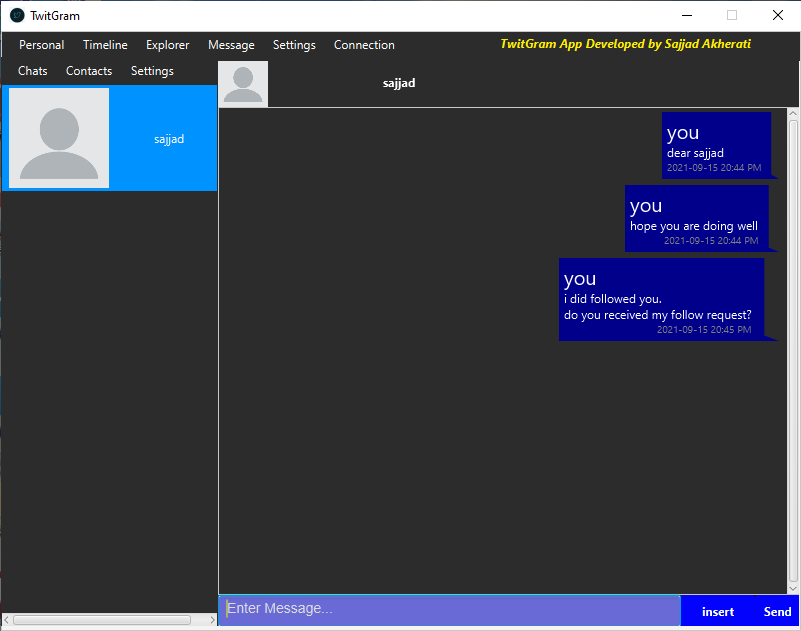 TwitGram
Personal Timeline Explorer Message Settings Connection TwitGram App Developed by Sajjad Akherati
Chats Contacts Settings
sajjad
sajjad
you
dear sajjad
2021-09-15 20:44 PM
you
hope you are doing well
2021-09-15 20:44 PM
you
i did followed you.
do you received my follow request?
2021-09-15 20:45 PM
Enter Message...
insert Send